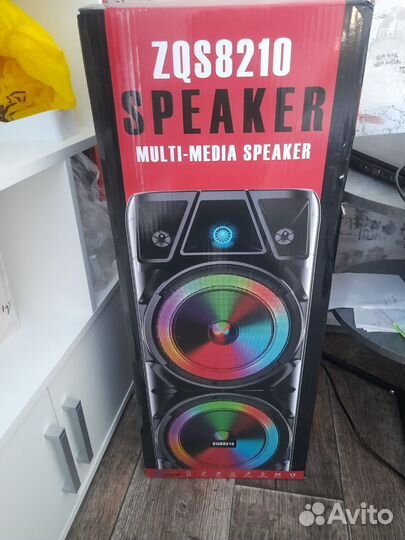 ZQS8210
SPEAKER
MULTI-MEDIA SPEAKER
ZQS8210
Avito